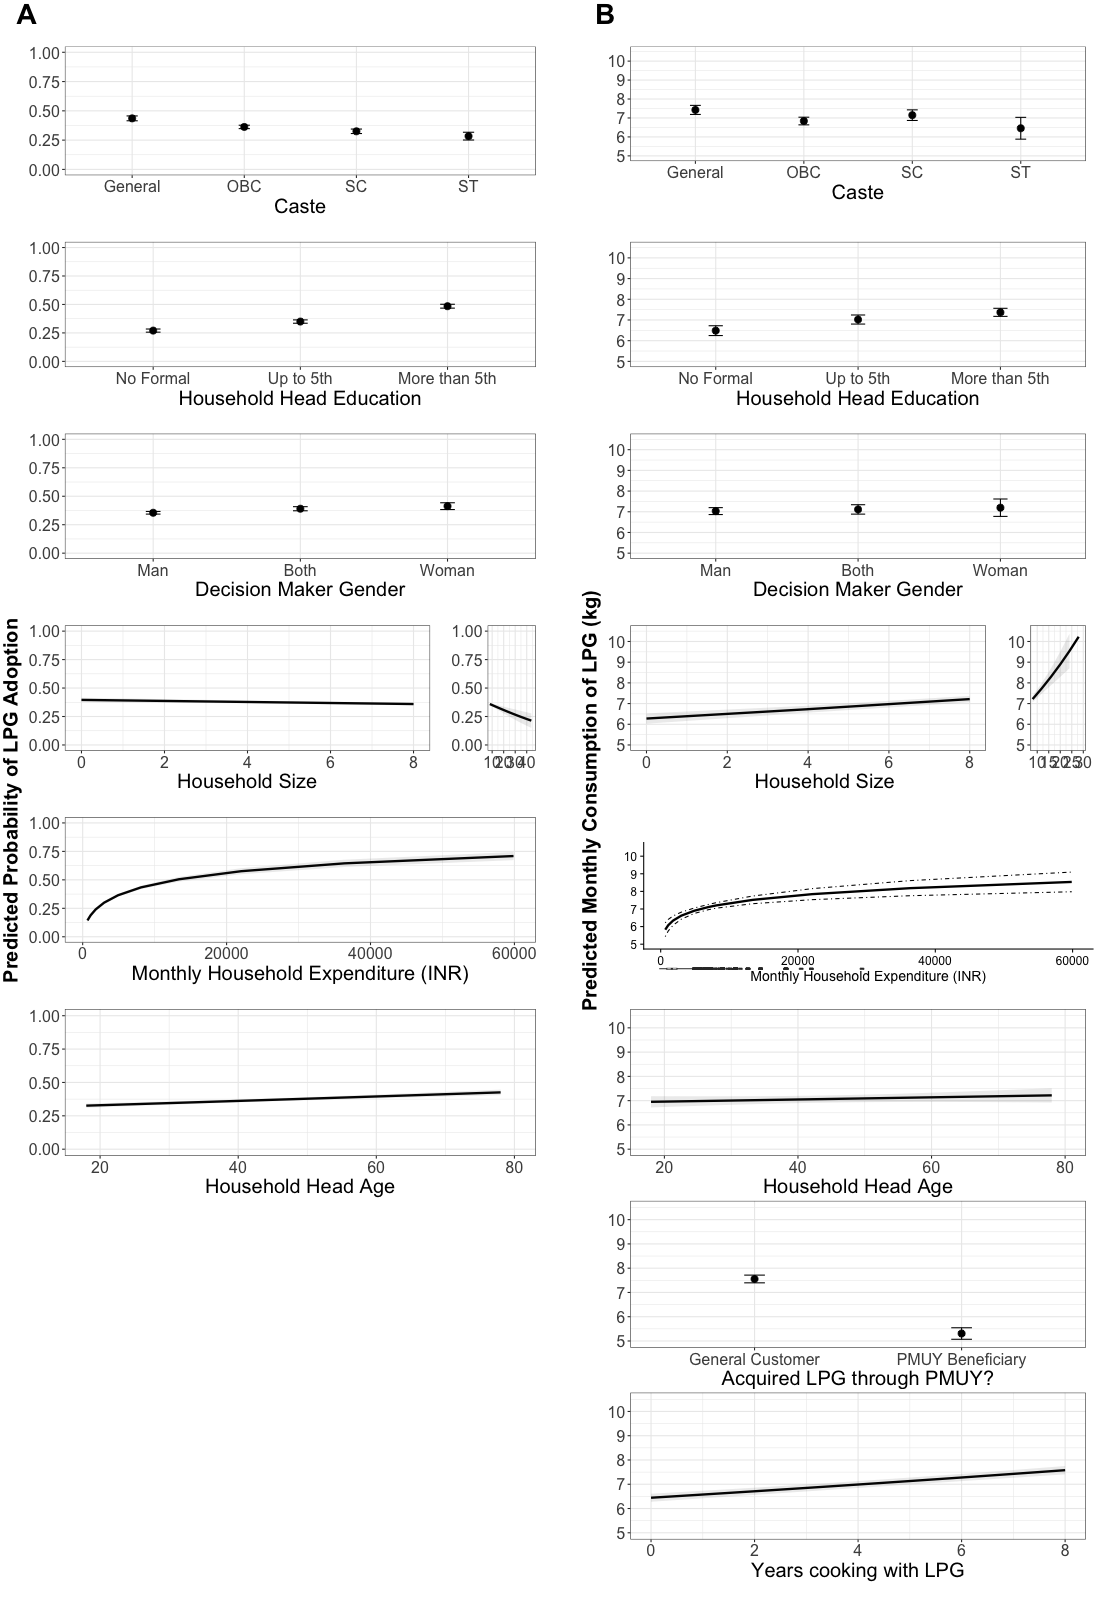 A
1.00
0.75
0.50
0.25
0.00
General OBC SC ST
Caste
1.00
0.75
0.50
0.25
0.00
No Formal Up to 5th More than 5th
Household Head Education
1.00
0.75
0.50
0.25
0.00
Man Both Woman
Decision Maker Gender
Predicted Probability of LPG Adoption
1.00
0.75
0.50
0.25
0.00
0 2 4 6 8
Household Size
1.00
0.75
0.50
0.25
0.00
10 20 30 40
1.00
0.75
0.50
0.25
0.00
0 20000 40000 60000
Monthly Household Expenditure (INR)
1.00
0.75
0.50
0.25
0.00
20 40 60 80
Household Head Age
B
10
9
8
7
6
5
General OBC SC ST
Caste
10
9
8
7
6
5
No Formal Up to 5th More than 5th
Household Head Education
10
9
8
7
6
5
Man Both Woman
Decision Maker Gender
Predicted Monthly Consumption of LPG (kg)
10
9
8
7
6
5
0 2 4 6 8
Household Size
10
9
8
7
6
5
10 15 20 25 30
10
9
8
7
6
5
0 20000 40000 60000
Monthly Household Expenditure (INR)
10
9
8
7
6
5
20 40 60 80
Household Head Age
10
9
8
7
6
5
General Customer PMUY Beneficiary
Acquired LPG through PMUY?
10
9
8
7
6
5
0 2 4 6 8
Years cooking with LPG